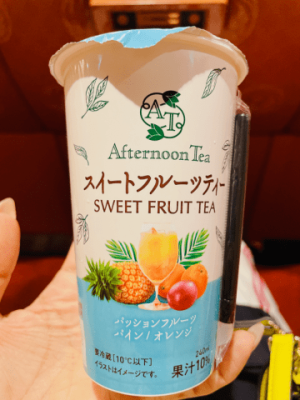 AT
Afternoon Tea
スイートフルーツティー
SWEET FRUIT TEA
パッションフルーツ
パイン / オレンジ
要冷蔵 [10℃以下]
イラストはイメージです。
240ml
果汁10%